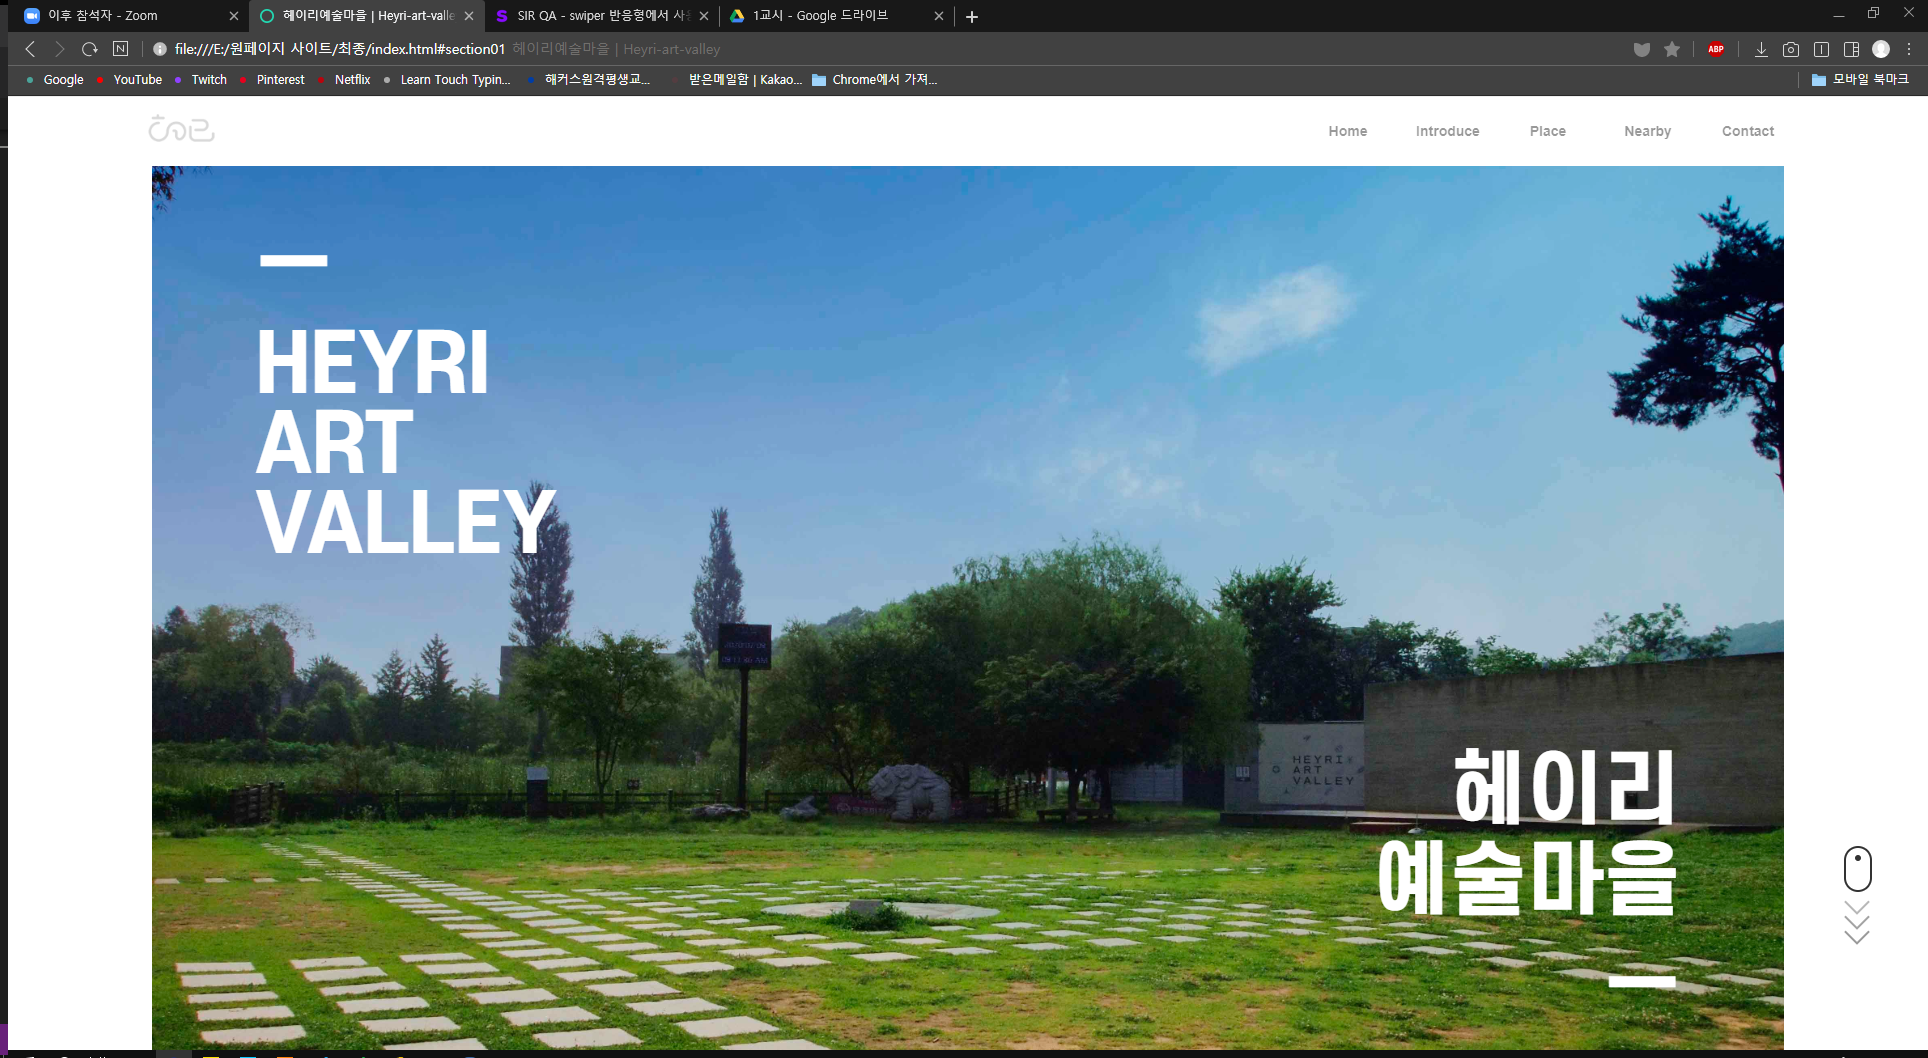 이후 참석자 - Zoom
헤이리예술마을 | Heyri-art-valle
SIR QA - swiper 반응형에서 사
1교시 - Google 드라이브
file:///E:/원페이지 사이트/최종/index.html#section01 헤이리예술마을 | Heyri-art-valley
ABP
Google YouTube Twitch Pinterest Netflix Learn Touch Typin... 해커스원격평생교... 받은메일함 | Kakao... Chrome에서 가져... 모바일 북마크
헤이리
Home Introduce Place Nearby Contact
HEYRI
ART
VALLEY
HEYRI
ART
VALLEY
헤이리
예술마을